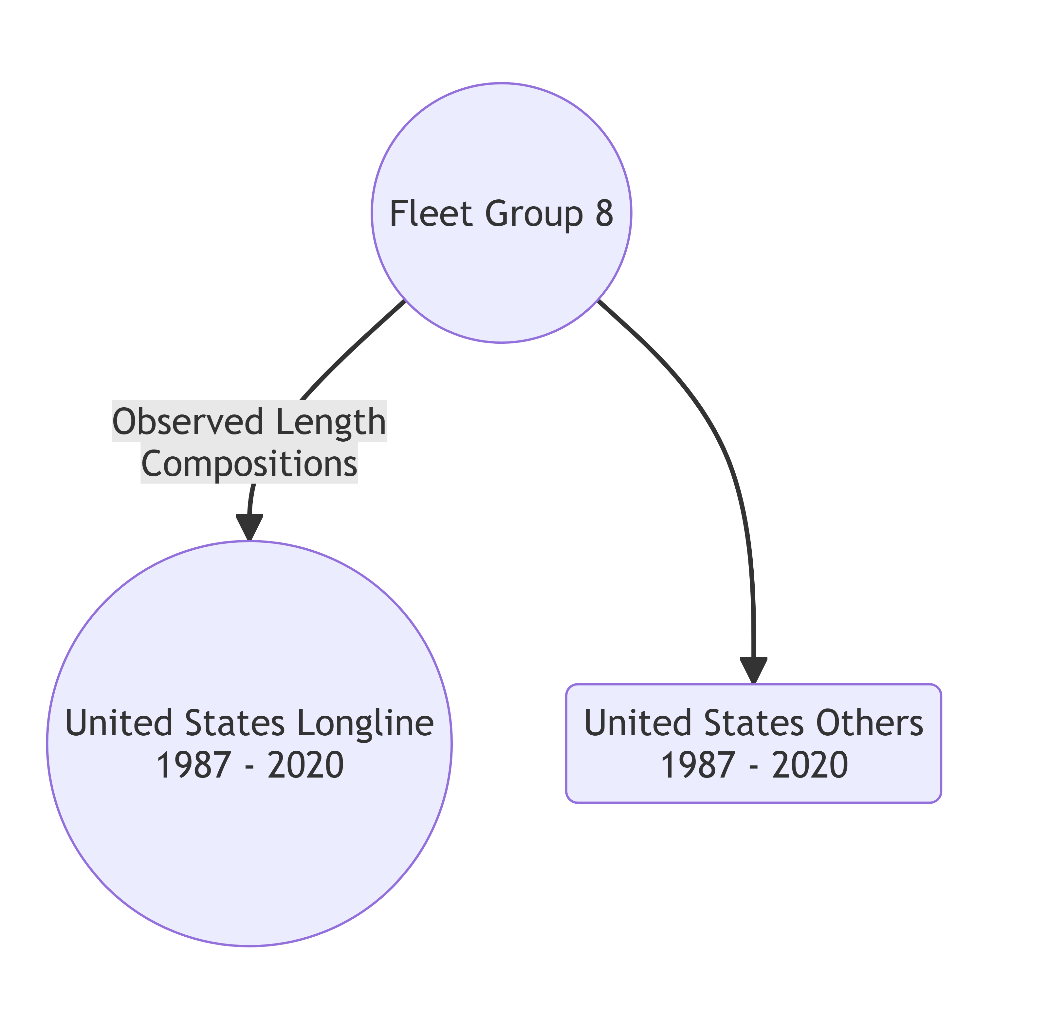 Fleet Group 8
Observed Length
Compositions
United States Longline
1987 - 2020
United States Others
1987 - 2020